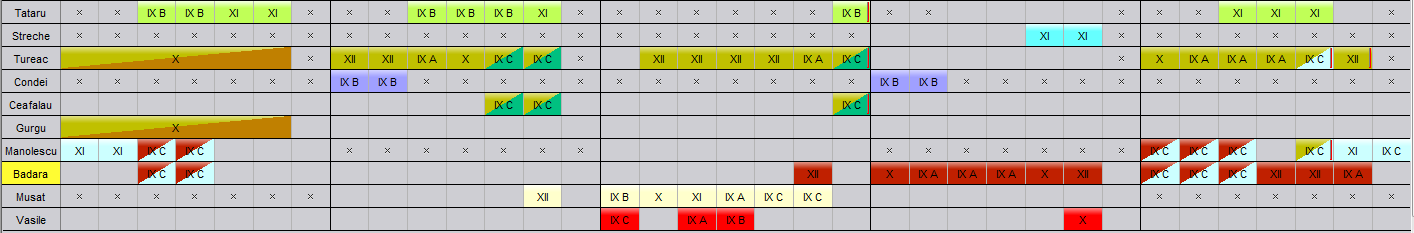 Tataru IX B IX B XI XI IX B IX B IX B XI IX B XI XI XI
Streche XI XI
Tureac X XII XII IX A X IX C IX C XII XII XII XII IX A IX C X IX A IX A IX A IX C XII
Condei IX B IX B IX B IX B
Ceafalau IX C IX C IX C
Gurgu X
Manolescu XI XI IX C IX C IX C IX C IX C IX C XI IX C
Badara IX C IX C XII X IX A IX A IX A X XII IX C IX C IX C XII XII IX A
Musat XII IX B X XI IX A IX C IX C
Vasile IX C IX A IX B X